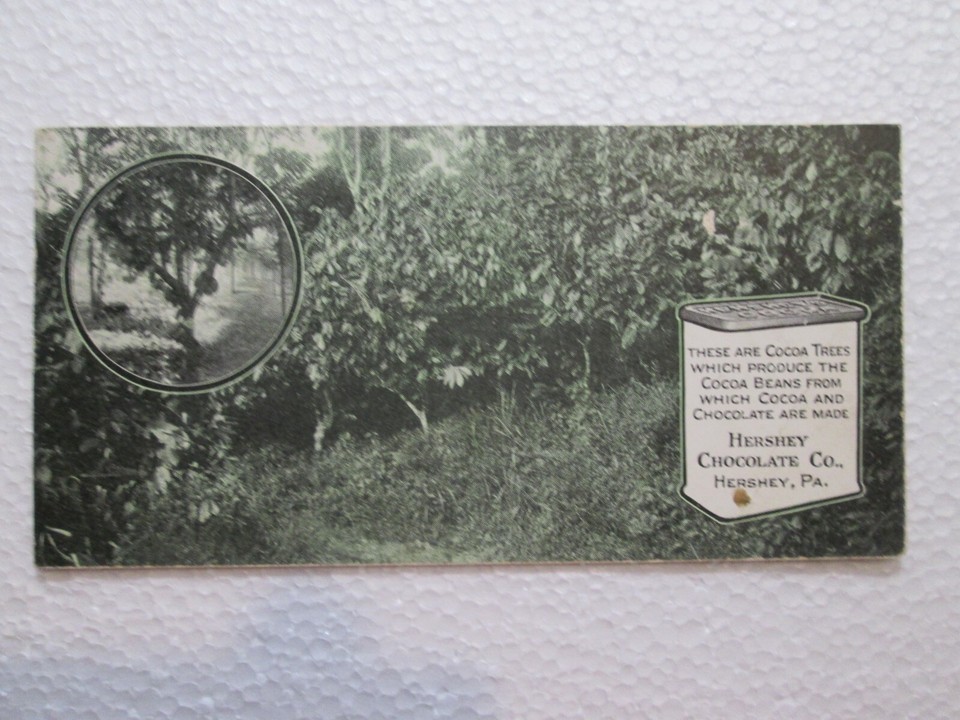 THESE ARE COCOA TREES
WHICH PRODUCE THE
COCOA BEANS FROM
WHICH COCOA AND
CHOCOLATE ARE MADE
HERSHEY
CHOCOLATE CO.,
HERSHEY, PA.